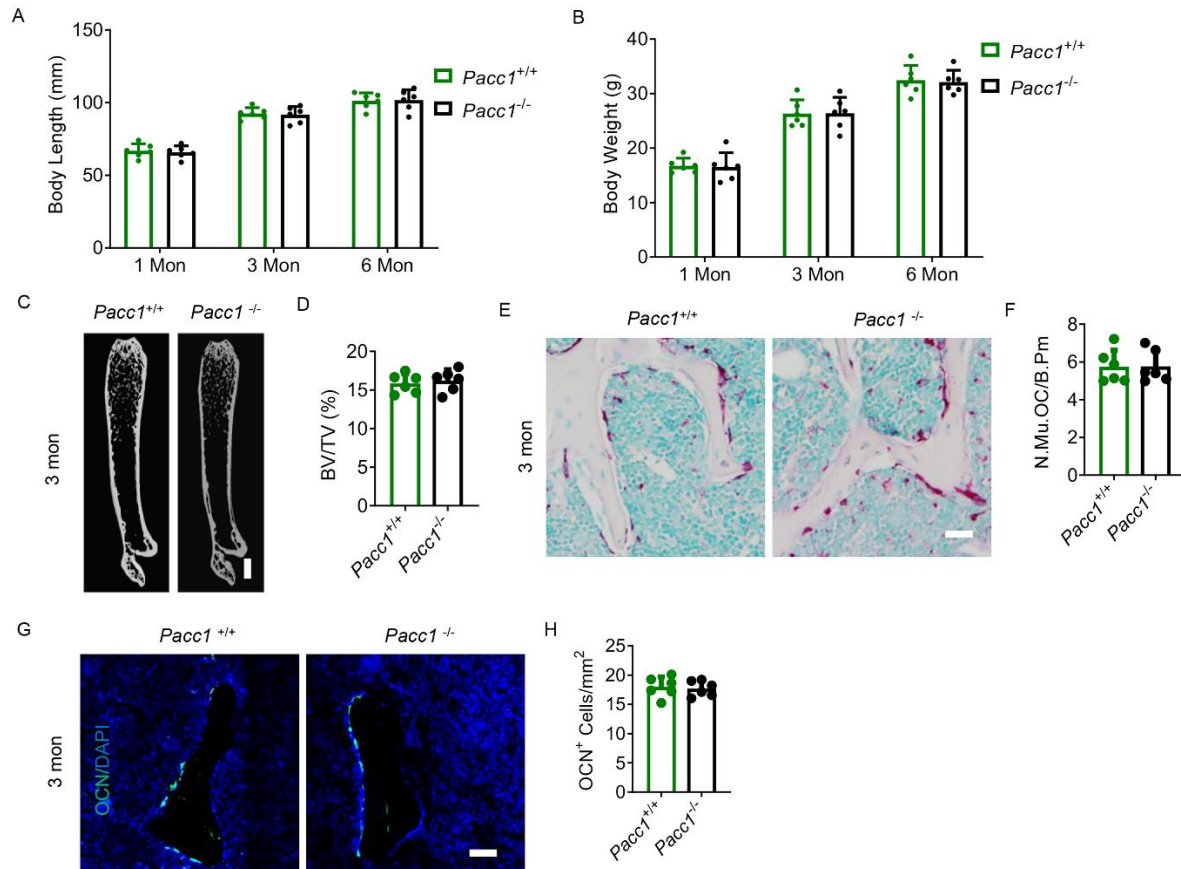 A
Body Length (mm)
150
100
50
0
1 Mon
3 Mon
6 Mon
Pacc1+/+
Pacc1-/-
B
Body Weight (g)
40
30
20
10
0
1 Mon
3 Mon
6 Mon
Pacc1+/+
Pacc1-/-
C
Pacc1+/+
Pacc1 -/-
3 mon
D
BV/TV (%)
20
15
10
5
0
Pacc1+/+
Pacc1-/-
E
Pacc1+/+
Pacc1 -/-
3 mon
F
N.Mu.OC/B.Pm
8
6
4
2
0
Pacc1+/+
Pacc1-/-
G
Pacc1 +/+
Pacc1 -/-
3 mon
OCN/DAPI
H
OCN+ Cells/mm2
25
20
15
10
5
0
Pacc1+/+
Pacc1-/-